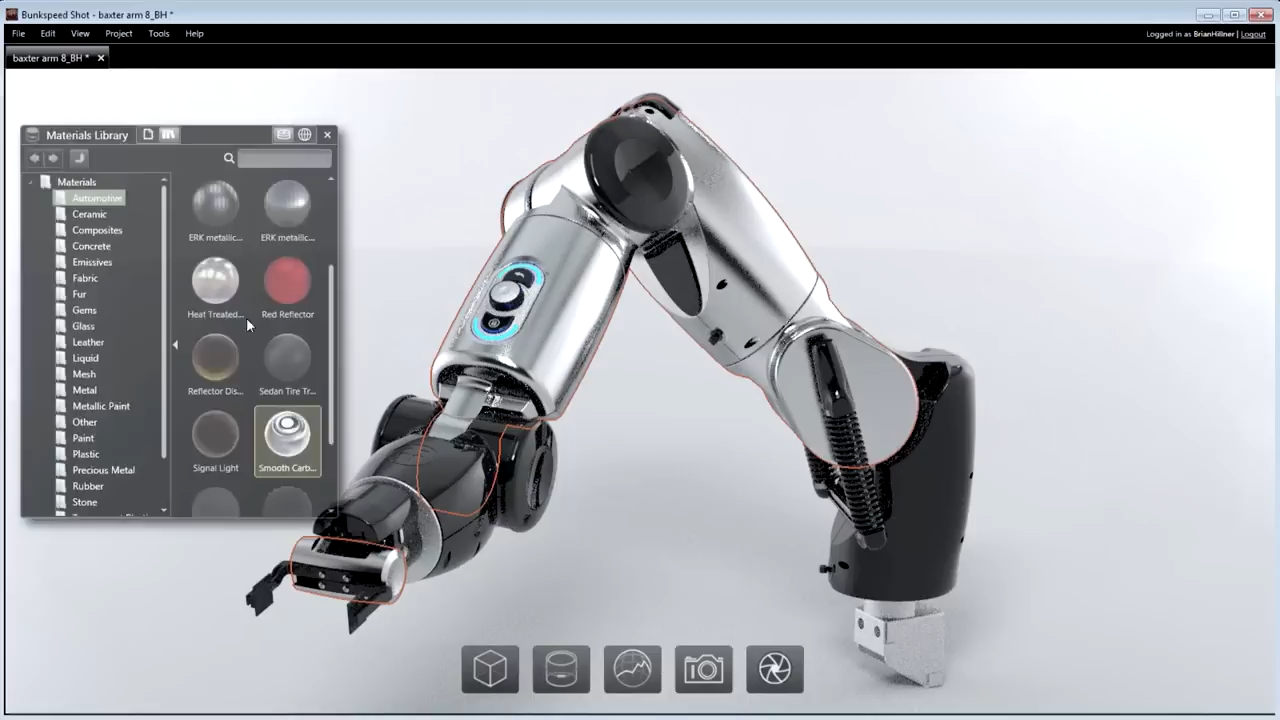 Bunkspeed Shot - baxter arm 8_BH *
File Edit View Project Tools Help
Logged in as BrianHillner | Logout
baxter arm 8_BH *
Materials Library
Materials
Automotive
Ceramic
Composites
Concrete
Emissives
Fabric
Fur
Gems
Glass
Leather
Liquid
Mesh
Metal
Metallic Paint
Other
Paint
Plastic
Precious Metal
Rubber
Stone
ERK metallic... ERK metallic...
Heat Treated... Red Reflector
Reflector Dis... Sedan Tire Tr...
Signal Light Smooth Carb...